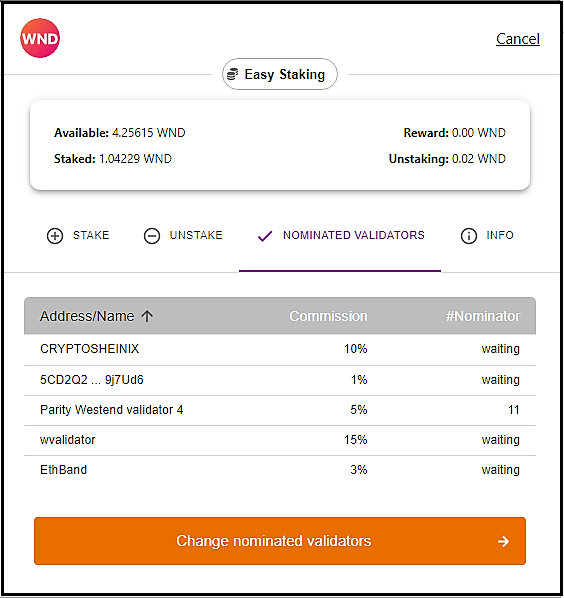 WND
Cancel
Easy Staking
Available: 4.25615 WND Reward: 0.00 WND
Staked: 1.04229 WND Unstaking: 0.02 WND
STAKE UNSTAKE NOMINATED VALIDATORS INFO
Address/Name Commission #Nominator
CRYPTOSHEINIX 10% waiting
5CD2Q2 ... 9j7Ud6 1% waiting
Parity Westend validator 4 5% 11
wvalidator 15% waiting
EthBand 3% waiting
Change nominated validators